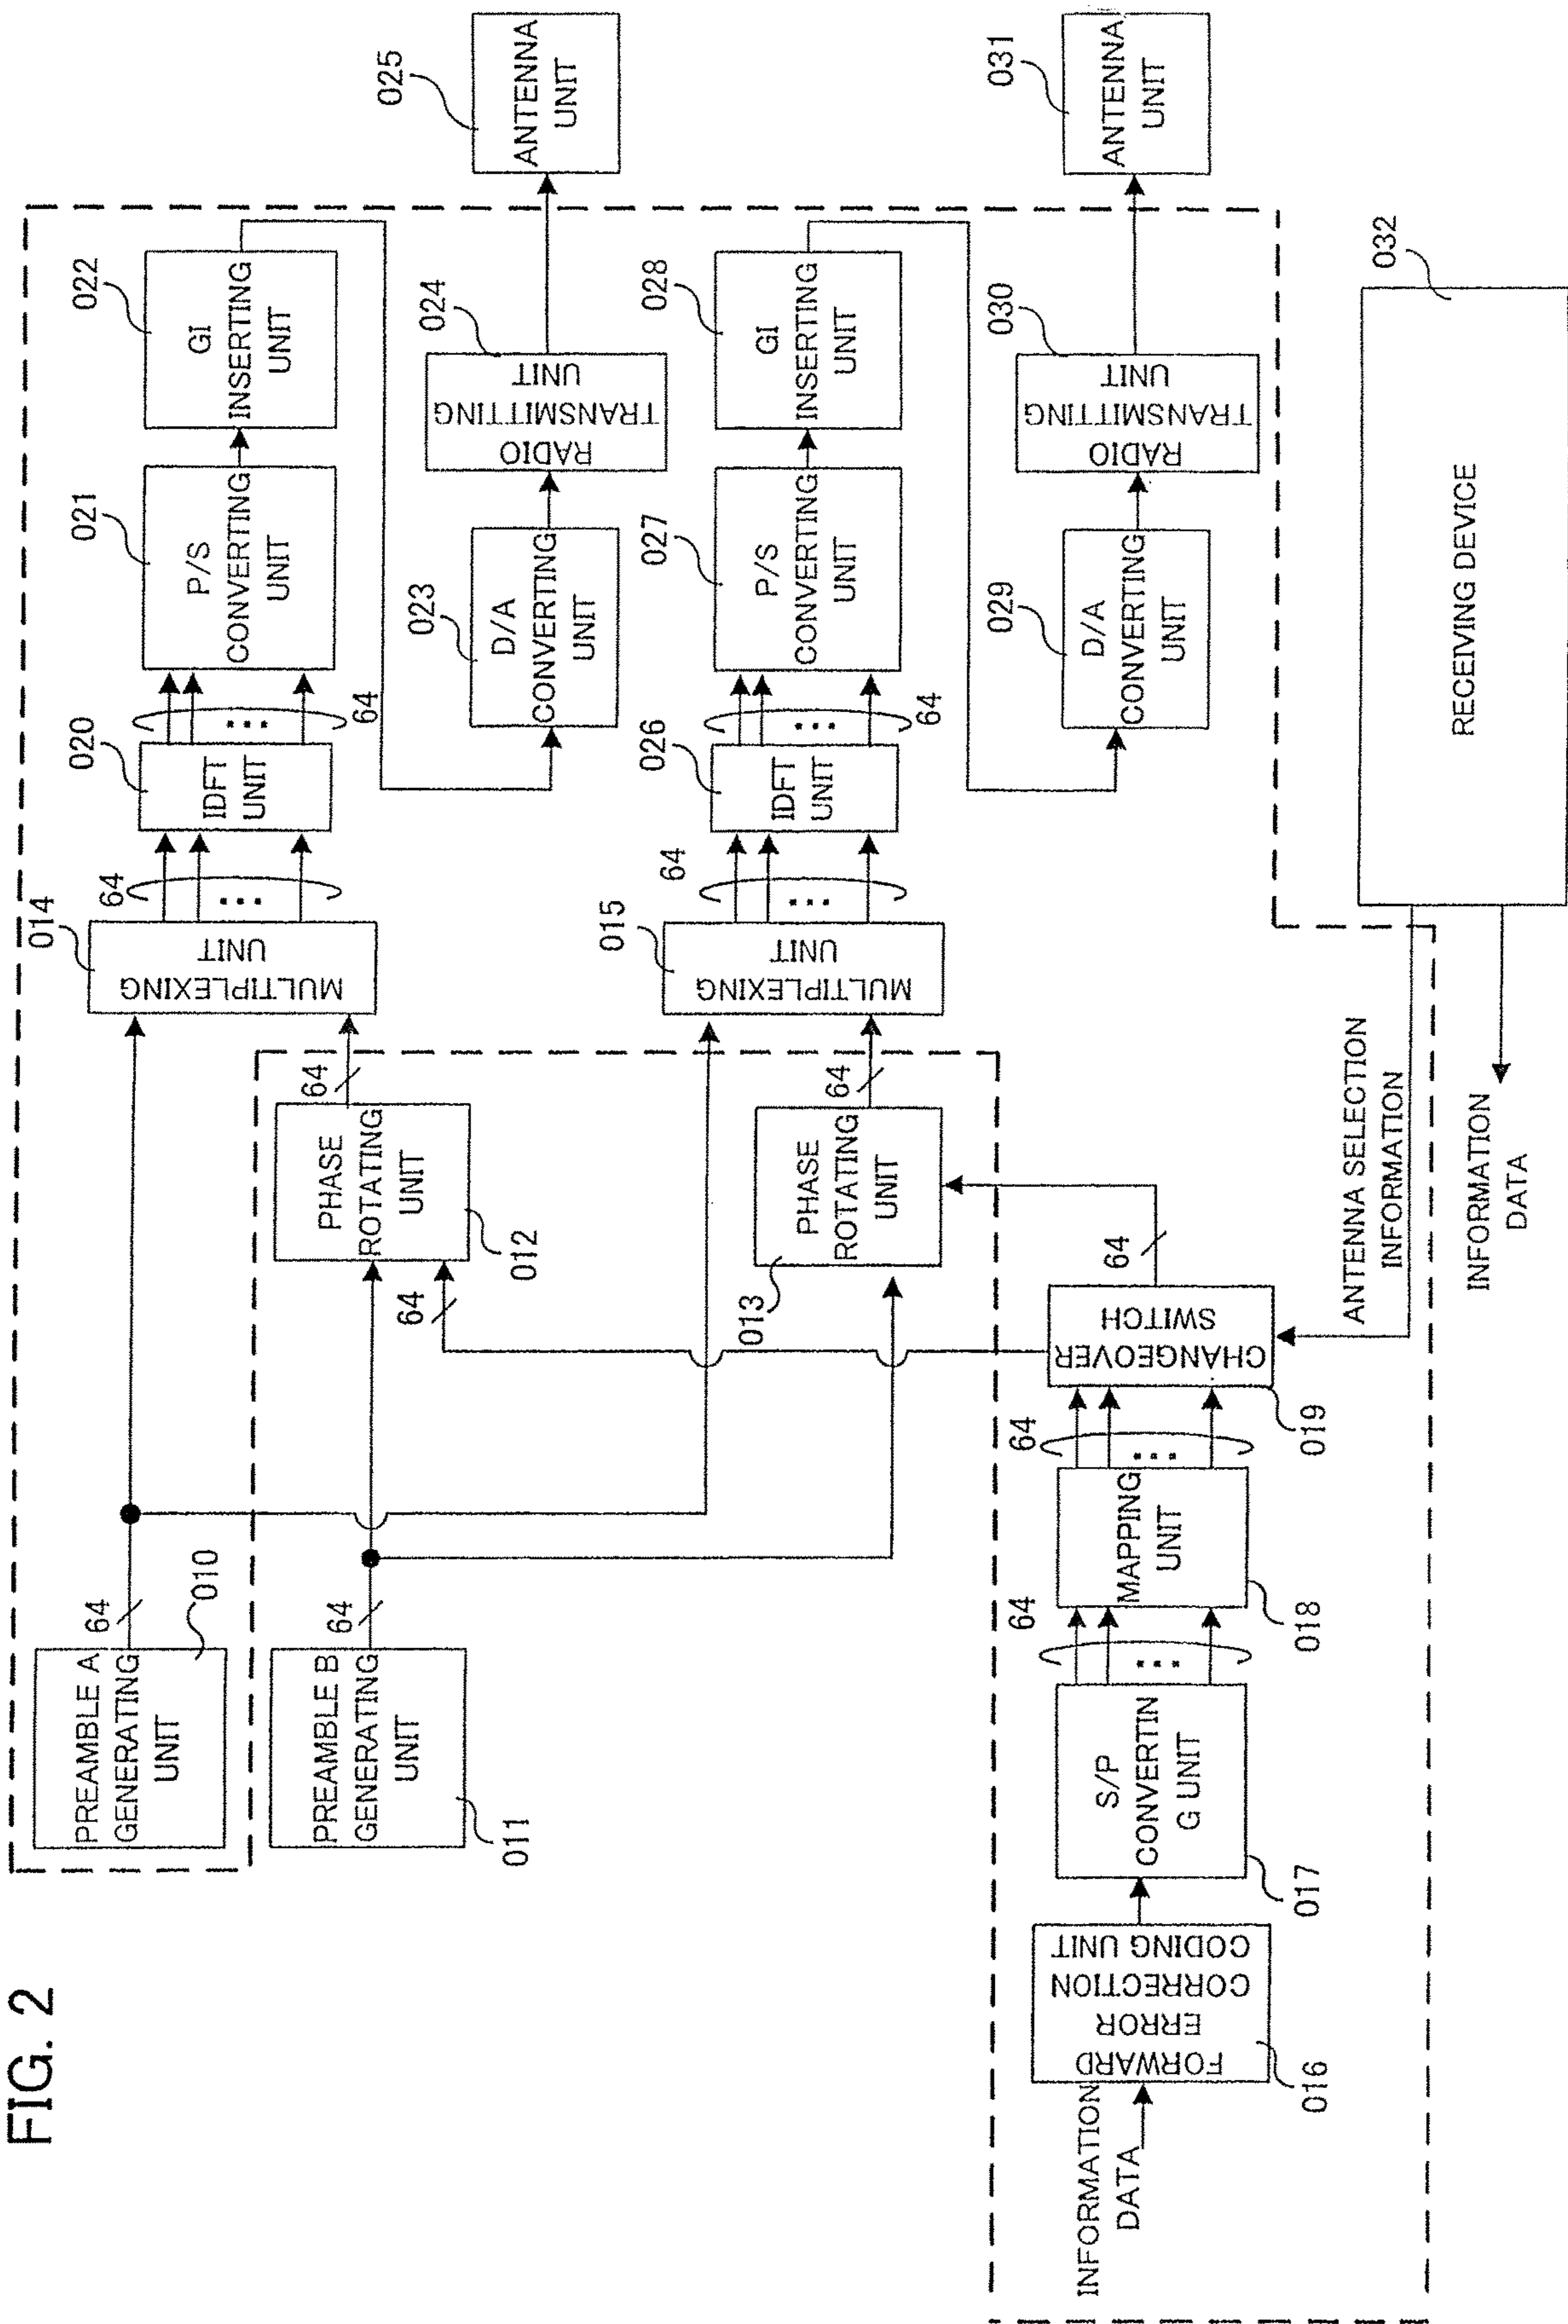 FIG. 2
PREAMBLE A
GENERATING
UNIT
010
64
PREAMBLE B
GENERATING
UNIT
011
64
PHASE
ROTATING
UNIT
012
64
64
PHASE
ROTATING
UNIT
013
64
64
MULTIPLEXING
UNIT
014
64
...
IDFT
UNIT
020
64
...
P/S
CONVERTING
UNIT
021
GI
INSERTING
UNIT
022
D/A
CONVERTING
UNIT
023
RADIO
TRANSMITTING
UNIT
024
ANTENNA
UNIT
025
MULTIPLEXING
UNIT
015
64
...
IDFT
UNIT
026
64
...
P/S
CONVERTING
UNIT
027
GI
INSERTING
UNIT
028
D/A
CONVERTING
UNIT
029
RADIO
TRANSMITTING
UNIT
030
ANTENNA
UNIT
031
INFORMATION
DATA
FORWARD
ERROR
CORRECTION
CODING UNIT
016
S/P
CONVERTIN
G UNIT
017
64
...
MAPPING
UNIT
018
64
...
CHANGEOVER
SWITCH
019
ANTENNA SELECTION
INFORMATION
INFORMATION
DATA
RECEIVING DEVICE
032